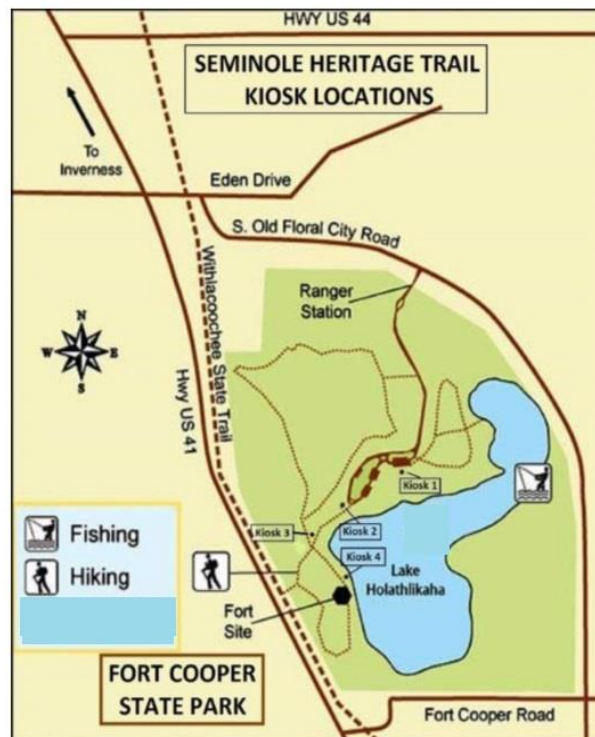 HWY US 44
SEMINOLE HERITAGE TRAIL
KIOSK LOCATIONS
To
Inverness
Eden Drive
S. Old Floral City Road
Withlacoochee State Trail
Ranger
Station
N
W
E
S
Hwy US 41
Kiosk 1
Kiosk 2
Kiosk 3
Kiosk 4
Fishing
Hiking
Lake
Holathlikaha
Fort
Site
FORT COOPER
STATE PARK
Fort Cooper Road